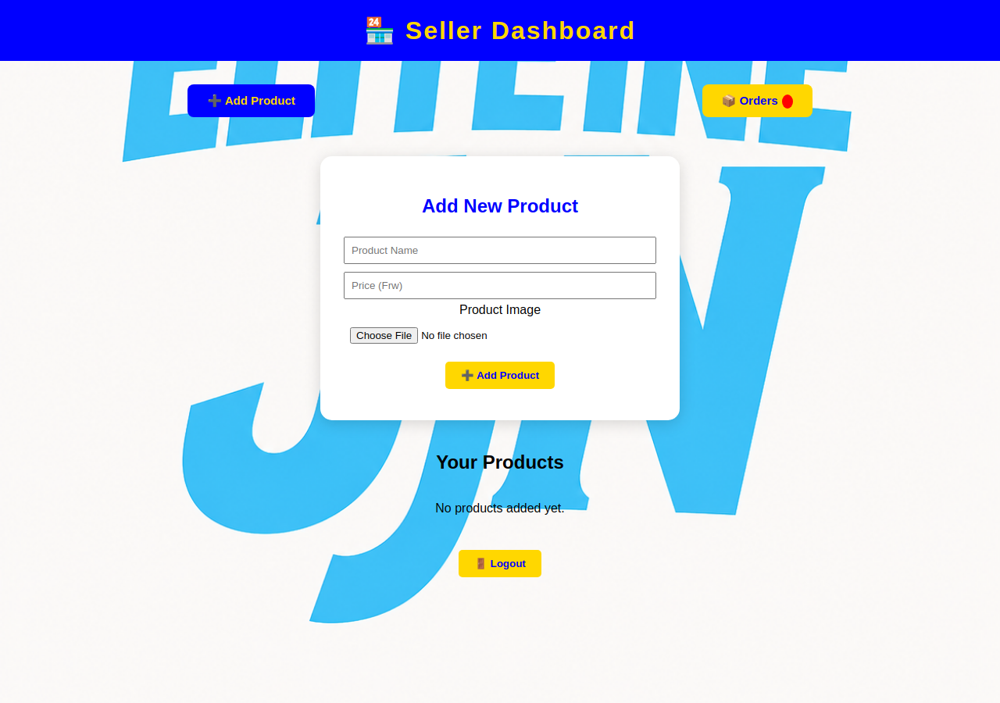 🏪 Seller Dashboard
➕ Add Product
📦 Orders
Add New Product
Product Name
Price (Frw)
Product Image
Choose File No file chosen
➕ Add Product
Your Products
No products added yet.
🚪 Logout